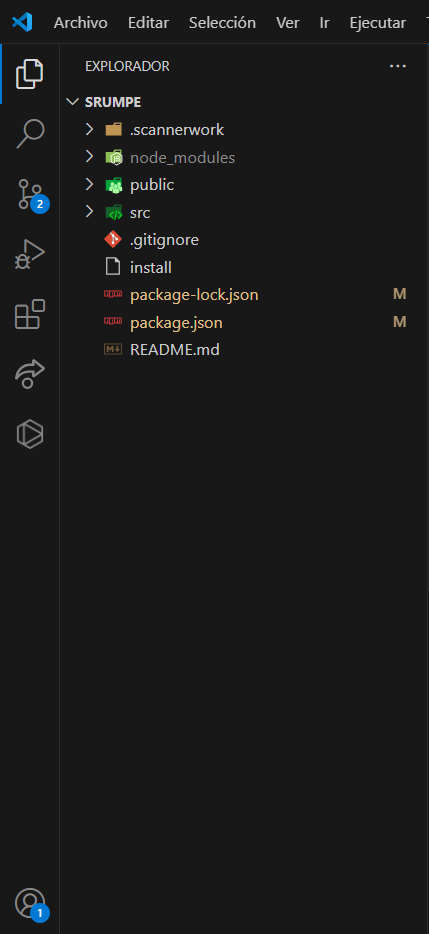 Archivo Editar Selección Ver Ir Ejecutar
EXPLORADOR
SRUMPE
.scannerwork
node_modules
public
src
.gitignore
install
package-lock.json M
package.json M
README.md
2
1